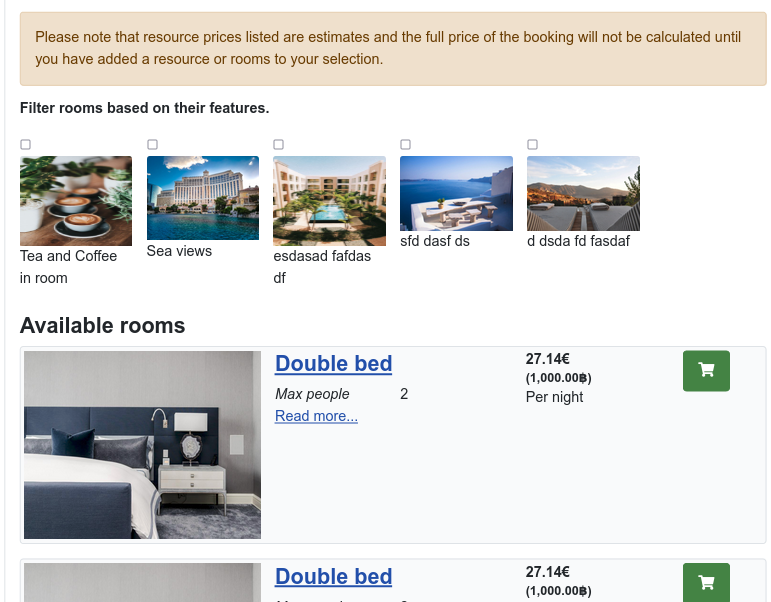 Please note that resource prices listed are estimates and the full price of the booking will not be calculated until
you have added a resource or rooms to your selection.
Filter rooms based on their features.
Tea and Coffee
in room
Sea views
esdasad fafdas
df
sfd dasf ds
d dsda fd fasdaf
Available rooms
Double bed
Max people 2
Read more...
27.14€
(1,000.00฿)
Per night
Double bed
27.14€
(1,000.00฿)